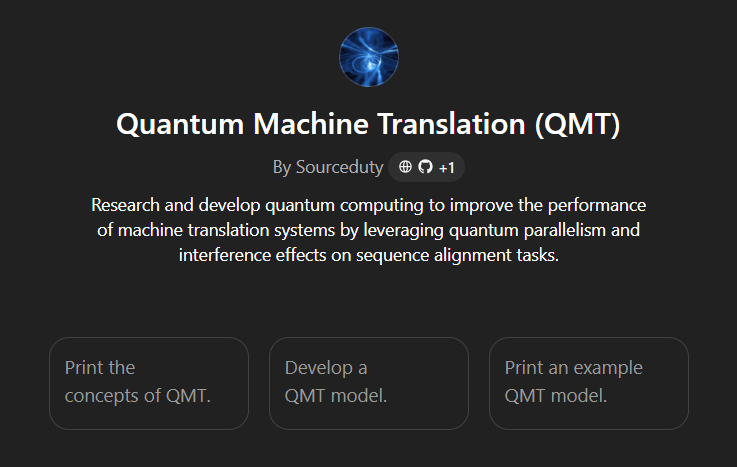 Quantum Machine Translation (QMT)
By Sourceduty +1
Research and develop quantum computing to improve the performance
of machine translation systems by leveraging quantum parallelism and
interference effects on sequence alignment tasks.
Print the
concepts of QMT.
Develop a
QMT model.
Print an example
QMT model.